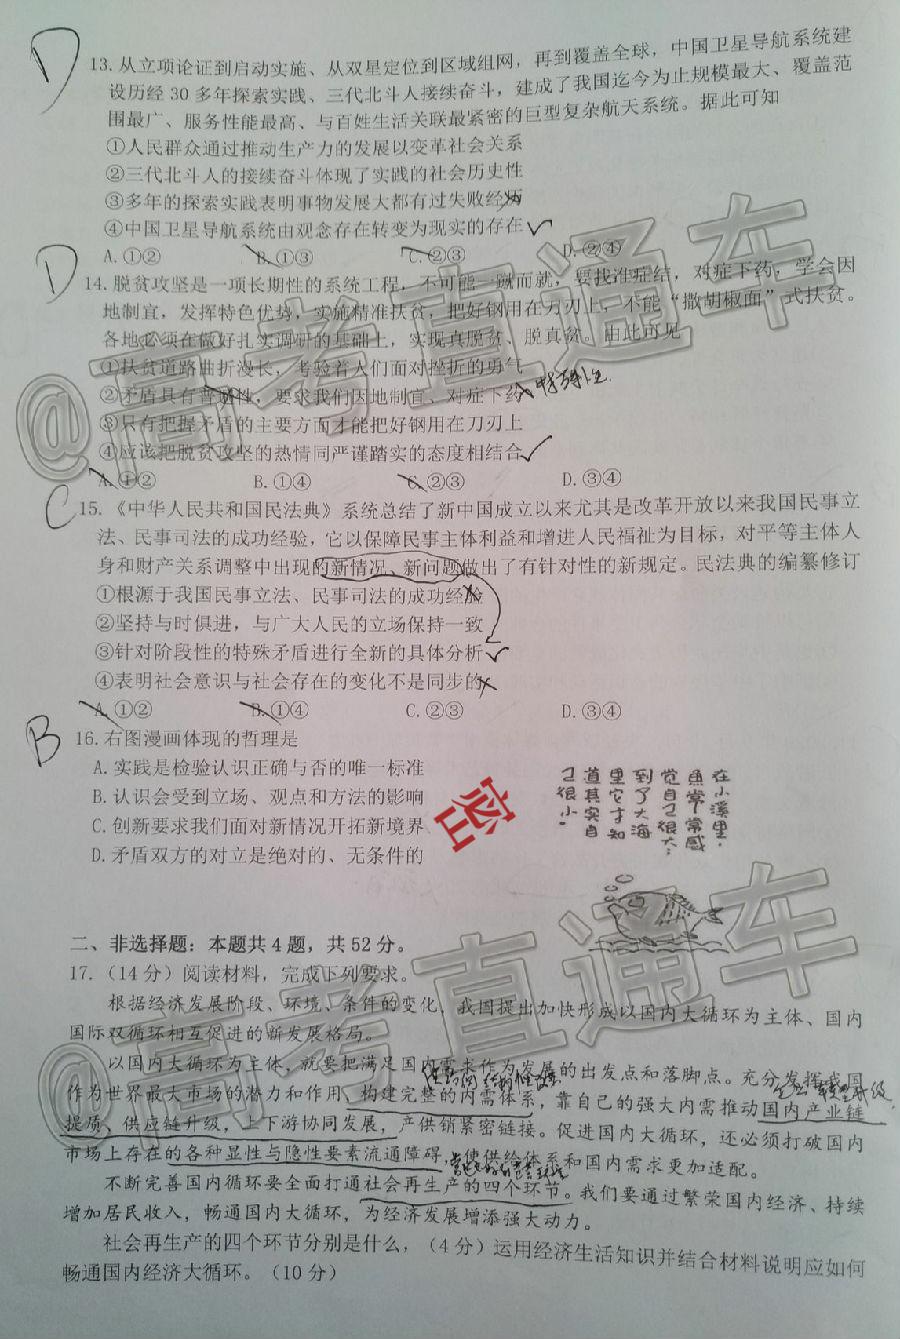 D
13.从立项论证到启动实施、从双星定位到区域组网，再到覆盖全球，中国卫星导航系统建
设历经30多年探索实践、三代北斗人接续奋斗，建成了我国迄今为止规模最大、覆盖范
围最广、服务性能最高、与百姓生活关联最紧密的巨型复杂航天系统。据此可知
①人民群众通过推动生产力的发展以变革社会关系
②三代北斗人的接续奋斗体现了实践的社会历史性
③多年的探索实践表明事物发展大都有过失败经历
④中国卫星导航系统由观念存在转变为现实的存在
A.①② B.①③ C.②③ D.②④
D
14.脱贫攻坚是一项长期性的系统工程，不可能一蹴而就，要找准症结，对症下药，学会因
地制宜，发挥特色优势，实施精准扶贫，把好钢用在刀刃上，不能“撒胡椒面”式扶贫。
各地必须在做好扎实调研的基础上，实现真脱贫、脱真贫。由此可见
①扶贫道路曲折漫长，考验着人们面对挫折的勇气
②矛盾具有普遍性，要求我们因地制宜、对症下药 特殊性
③只有把握矛盾的主要方面才能把好钢用在刀刃上
④应该把脱贫攻坚的热情同严谨踏实的态度相结合
A.①② B.①④ C.②③ D.③④
C
15.《中华人民共和国民法典》系统总结了新中国成立以来尤其是改革开放以来我国民事立
法、民事司法的成功经验，它以保障民事主体利益和增进人民福祉为目标，对平等主体人
身和财产关系调整中出现的新情况、新问题做出了有针对性的新规定。民法典的编纂修订
①根源于我国民事立法、民事司法的成功经验
②坚持与时俱进，与广大人民的立场保持一致
③针对阶段性的特殊矛盾进行全新的具体分析
④表明社会意识与社会存在的变化不是同步的
A.①② B.①④ C.②③ D.③④
B
16.右图漫画体现的哲理是
A.实践是检验认识正确与否的唯一标准
B.认识会受到立场、观点和方法的影响
C.创新要求我们面对新情况开拓新境界
D.矛盾双方的对立是绝对的、无条件的
密
在小溪里，
鱼常常感
觉自己很大；
到了大海
里它才知
道其实自
己很小。
二、非选择题：本题共4题，共52分。
17.（14分）阅读材料，完成下列要求。
根据经济发展阶段、环境、条件的变化，我国提出加快形成以国内大循环为主体、国内
国际双循环相互促进的新发展格局。
以国内大循环为主体，就要把满足国内需求作为发展的出发点和落脚点。充分发挥我国
作为世界最大市场的潜力和作用，构建完整的内需体系，靠自己的强大内需推动国内产业链
提质、供应链升级，上下游协同发展，产供销紧密链接。促进国内大循环，还必须打破国内
市场上存在的各种显性与隐性要素流通障碍，使供给体系和国内需求更加适配。
不断完善国内循环要全面打通社会再生产的四个环节。我们要通过繁荣国内经济、持续
增加居民收入，畅通国内大循环，为经济发展增添强大动力。
社会再生产的四个环节分别是什么，（4分）运用经济生活知识并结合材料说明应如何
畅通国内经济大循环。（10分）
@高考直通车
@高考直通车